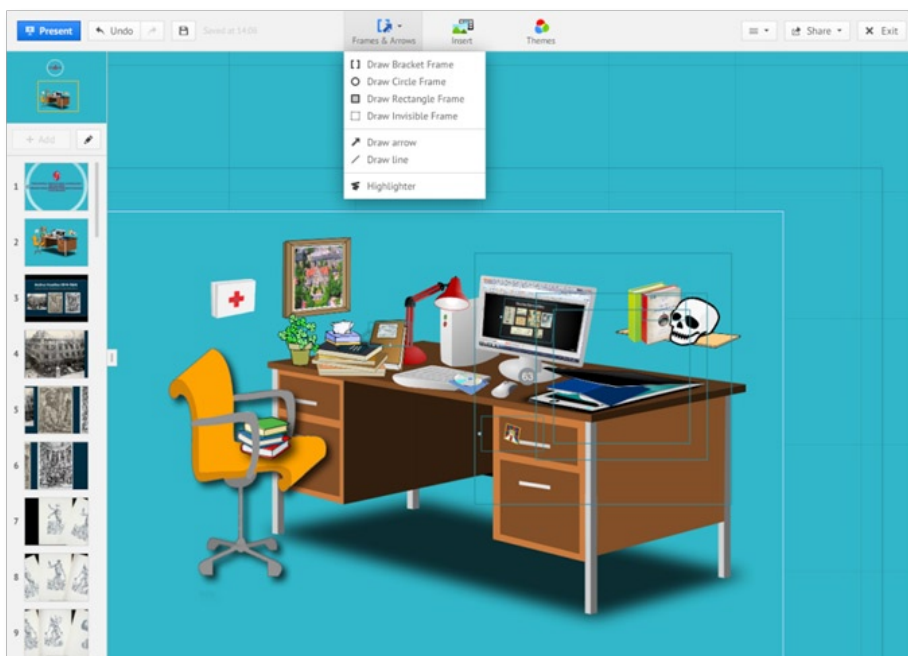 Present
Undo
Saved at 14:06
Frames & Arrows
Insert
Themes
Share
Exit
Draw Bracket Frame
Draw Circle Frame
Draw Rectangle Frame
Draw Invisible Frame
Draw arrow
Draw line
Highlighter
+ Add
1
2
3
4
5
6
7
8
9
63